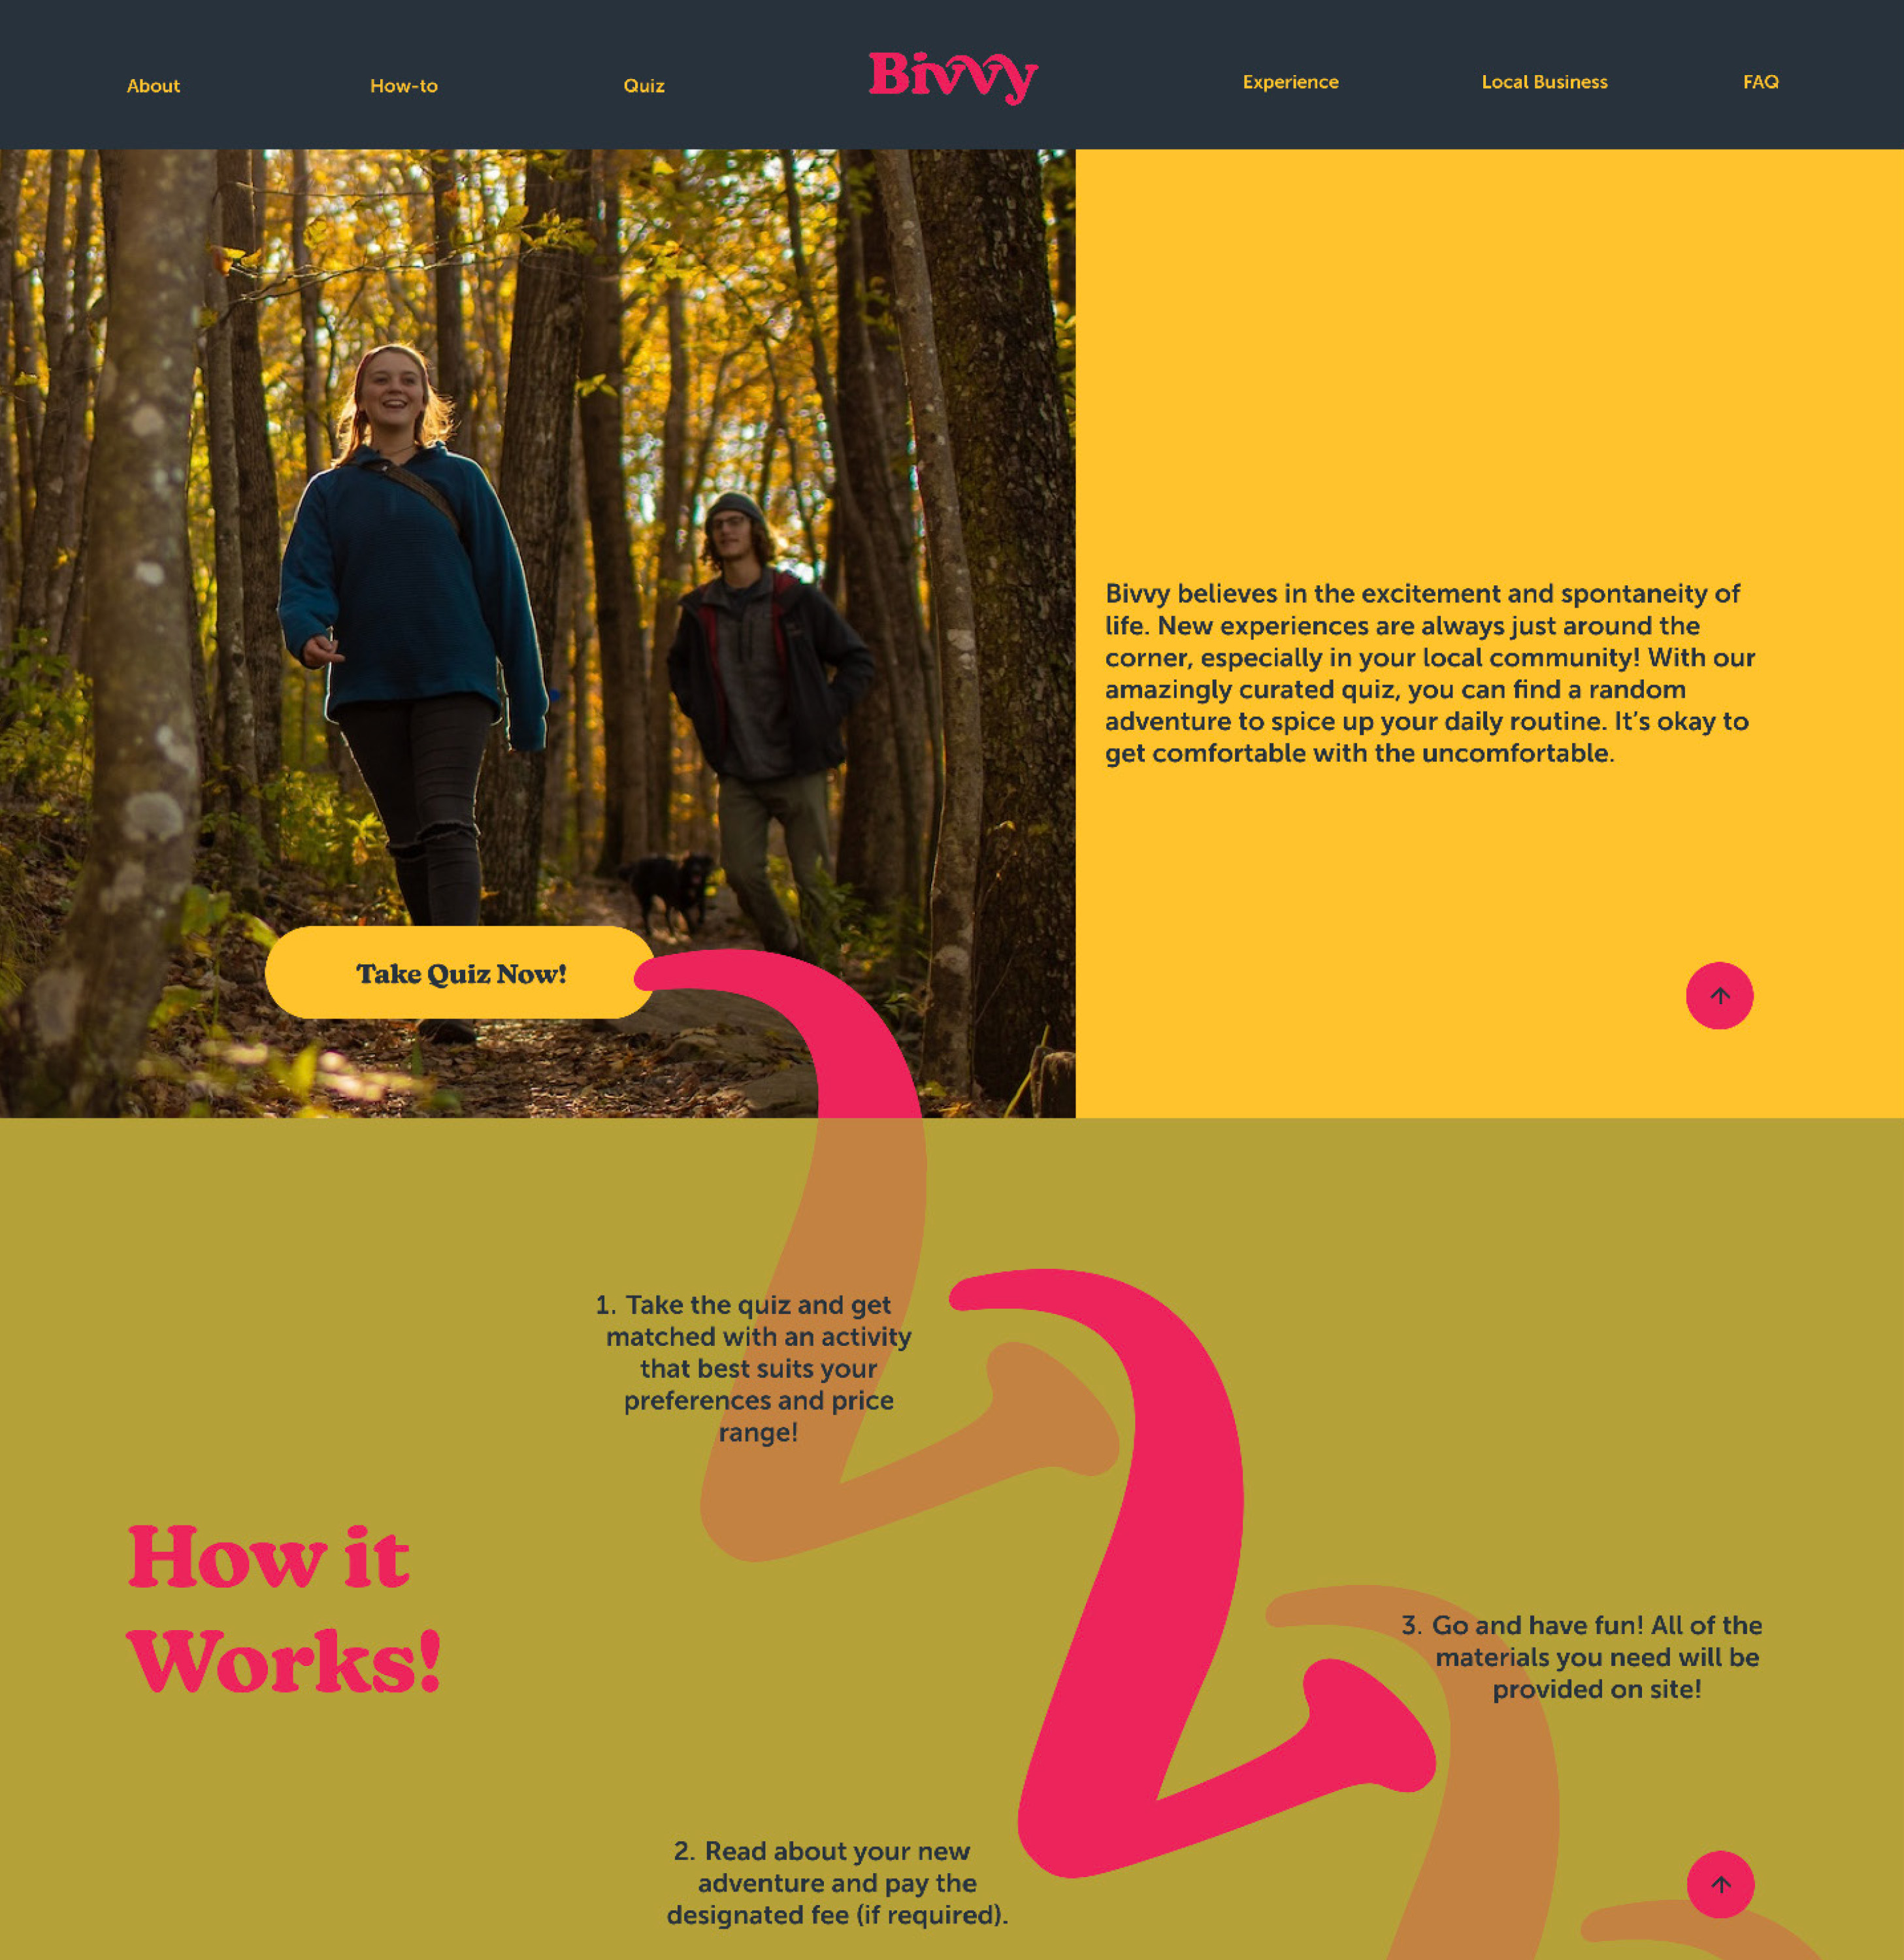 About
How-to
Quiz
Bivvy
Experience
Local Business
FAQ
Bivvy believes in the excitement and spontaneity of
life. New experiences are always just around the
corner, especially in your local community! With our
amazingly curated quiz, you can find a random
adventure to spice up your daily routine. It's okay to
get comfortable with the uncomfortable.
Take Quiz Now!
How it
Works!
1. Take the quiz and get
matched with an activity
that best suits your
preferences and price
range!
2. Read about your new
adventure and pay the
designated fee (if required).
3. Go and have fun! All of the
materials you need will be
provided on site!